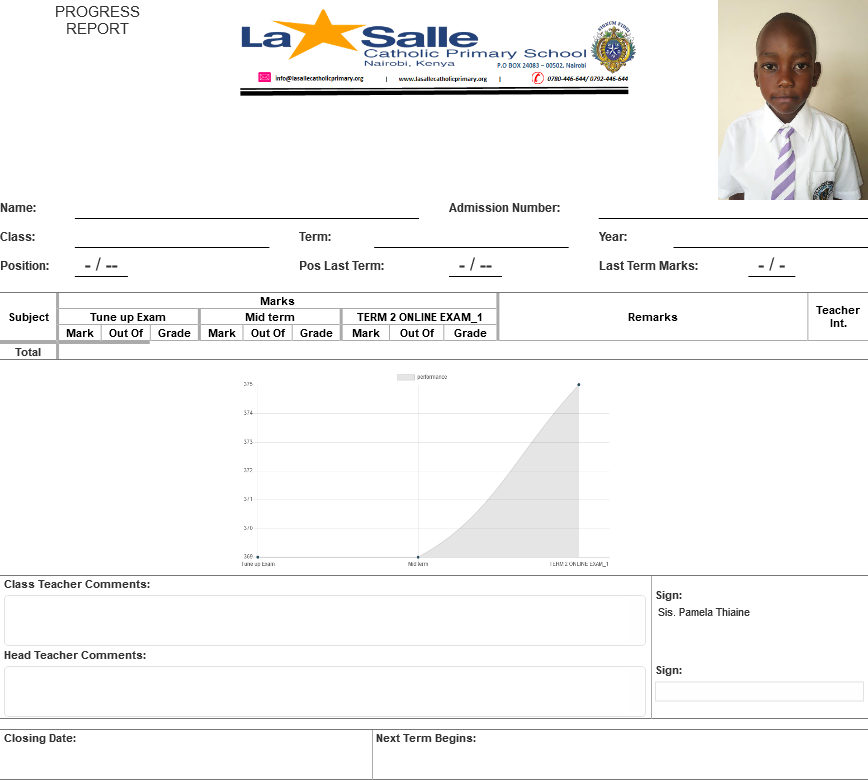 PROGRESS
REPORT
La Salle
Catholic Primary School
Nairobi, Kenya
P.O BOX 24083 – 00502, Nairobi
info@lasallecatholicprimary.org | www.lasallecatholicprimary.org | 0780-446-644/ 0792-446-644
Name: Admission Number:
Class: Term: Year:
Position: - / -- Pos Last Term: - / -- Last Term Marks: - / -
Subject Marks Remarks Teacher Int.
Tune up Exam Mid term TERM 2 ONLINE EXAM_1
Mark Out Of Grade Mark Out Of Grade Mark Out Of Grade
Total
performance
375
374
373
372
371
370
369
Tune up Exam Mid term TERM 2 ONLINE EXAM_1
Class Teacher Comments:
Sign:
Sis. Pamela Thiaine
Head Teacher Comments:
Sign:
Closing Date: Next Term Begins: